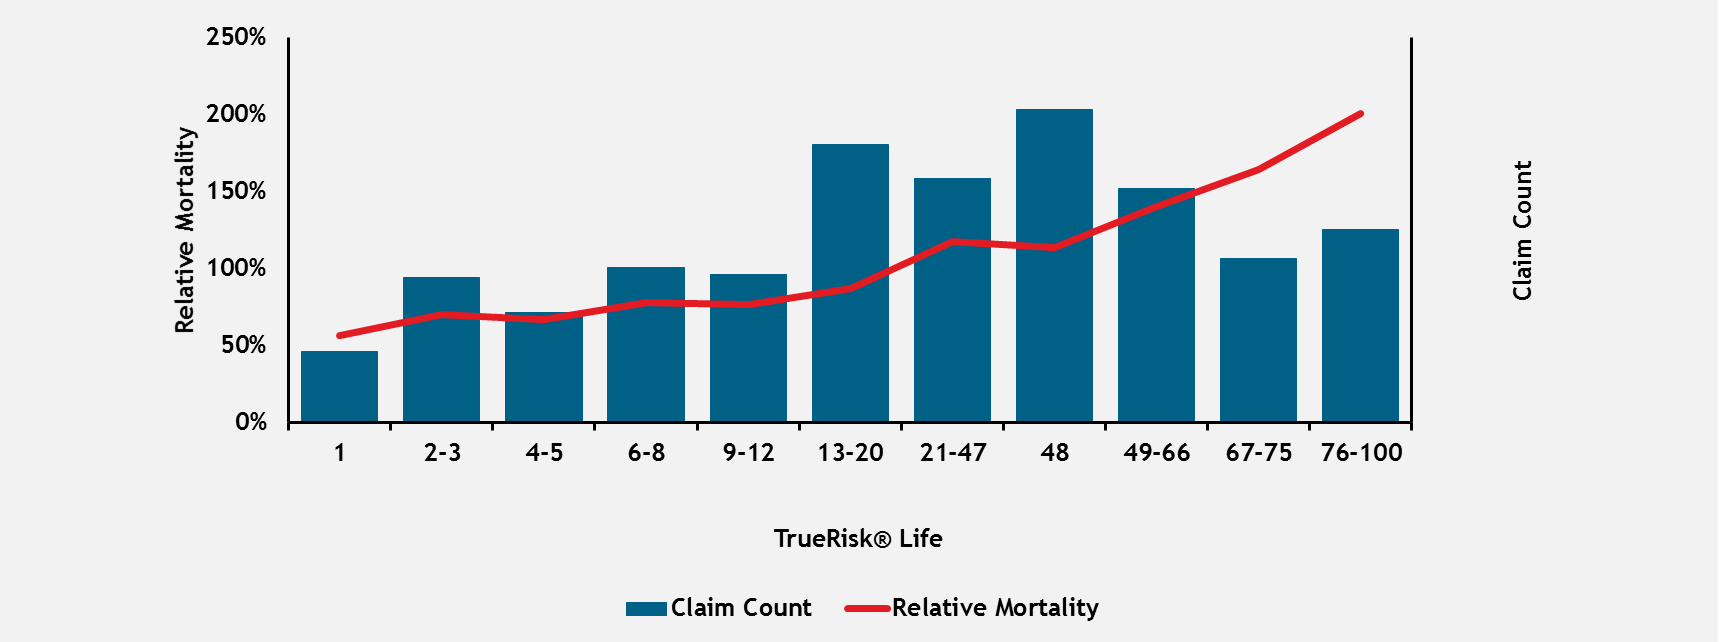 250%
200%
150%
100%
50%
0%
Relative Mortality
Claim Count
1 2-3 4-5 6-8 9-12 13-20 21-47 48 49-66 67-75 76-100
TrueRisk® Life
Claim Count Relative Mortality